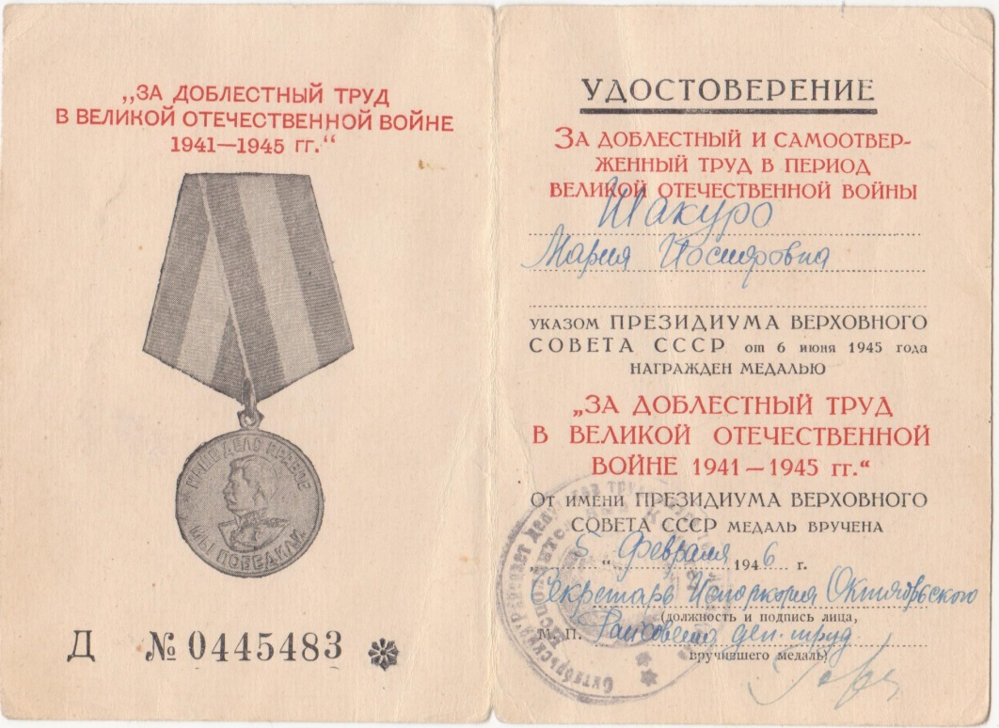 „ЗА ДОБЛЕСТНЫЙ ТРУД
В ВЕЛИКОЙ ОТЕЧЕСТВЕННОЙ ВОЙНЕ
1941—1945 гг.“
НАШЕ ДЕЛО ПРАВОЕ
МЫ ПОБЕДИЛИ
Д № 0445483
УДОСТОВЕРЕНИЕ
ЗА ДОБЛЕСТНЫЙ И САМООТВЕР-
ЖЕННЫЙ ТРУД В ПЕРИОД
ВЕЛИКОЙ ОТЕЧЕСТВЕННОЙ ВОЙНЫ
Шакуро
Мария
УКАЗОМ ПРЕЗИДИУМА ВЕРХОВНОГО
СОВЕТА СССР от 6 июня 1945 года
НАГРАЖДЕН МЕДАЛЬЮ
„ЗА ДОБЛЕСТНЫЙ ТРУД
В ВЕЛИКОЙ ОТЕЧЕСТВЕННОЙ
ВОЙНЕ 1941—1945 гг.“
ОТ ИМЕНИ ПРЕЗИДИУМА ВЕРХОВНОГО
СОВЕТА СССР МЕДАЛЬ ВРУЧЕНА
„5“ февраля 1946 г.
Секретарь Исполкома Октябрьского
(должность и подпись лица,
М. П. Райсовета деп. труд
вручившего медаль)